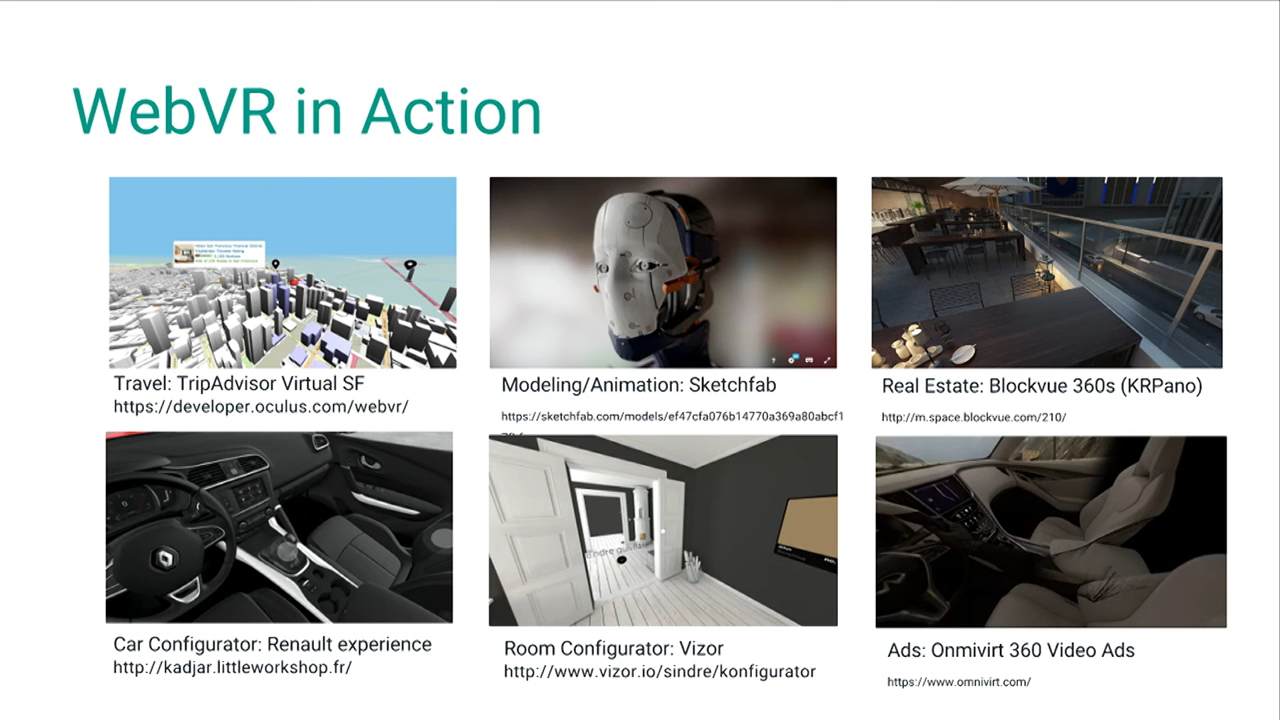 WebVR in Action
Travel: TripAdvisor Virtual SF
https://developer.oculus.com/webvr/
Modeling/Animation: Sketchfab
https://sketchfab.com/models/ef47cfa076b14770a369a80abcf1
Real Estate: Blockvue 360s (KRPano)
http://m.space.blockvue.com/210/
Car Configurator: Renault experience
http://kadjar.littleworkshop.fr/
Room Configurator: Vizor
http://www.vizor.io/sindre/konfigurator
Ads: Onmivirt 360 Video Ads
https://www.omnivirt.com/